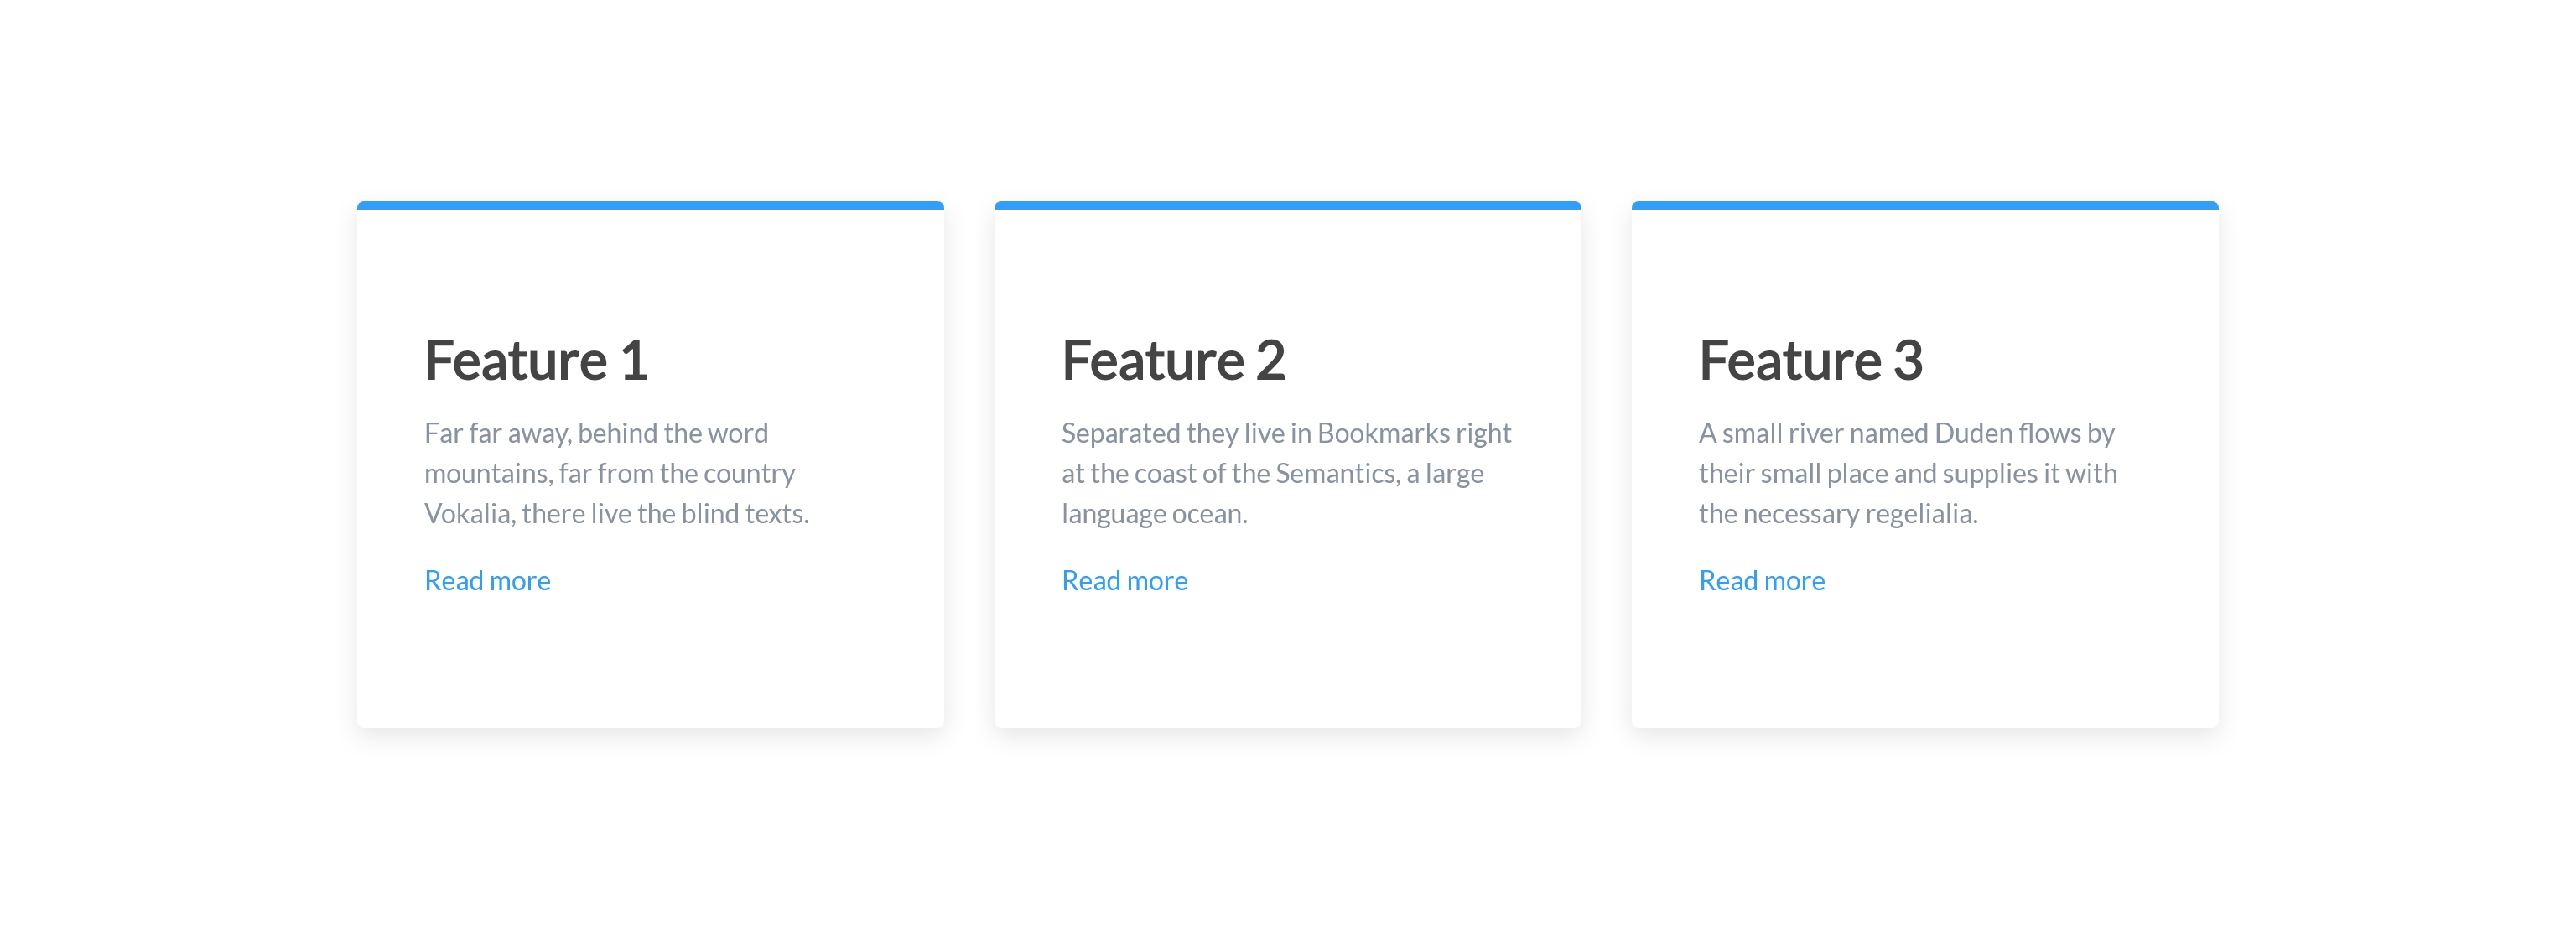 Feature 1
Far far away, behind the word
mountains, far from the country
Vokalia, there live the blind texts.
Read more
Feature 2
Separated they live in Bookmarks right
at the coast of the Semantics, a large
language ocean.
Read more
Feature 3
A small river named Duden flows by
their small place and supplies it with
the necessary regelialia.
Read more